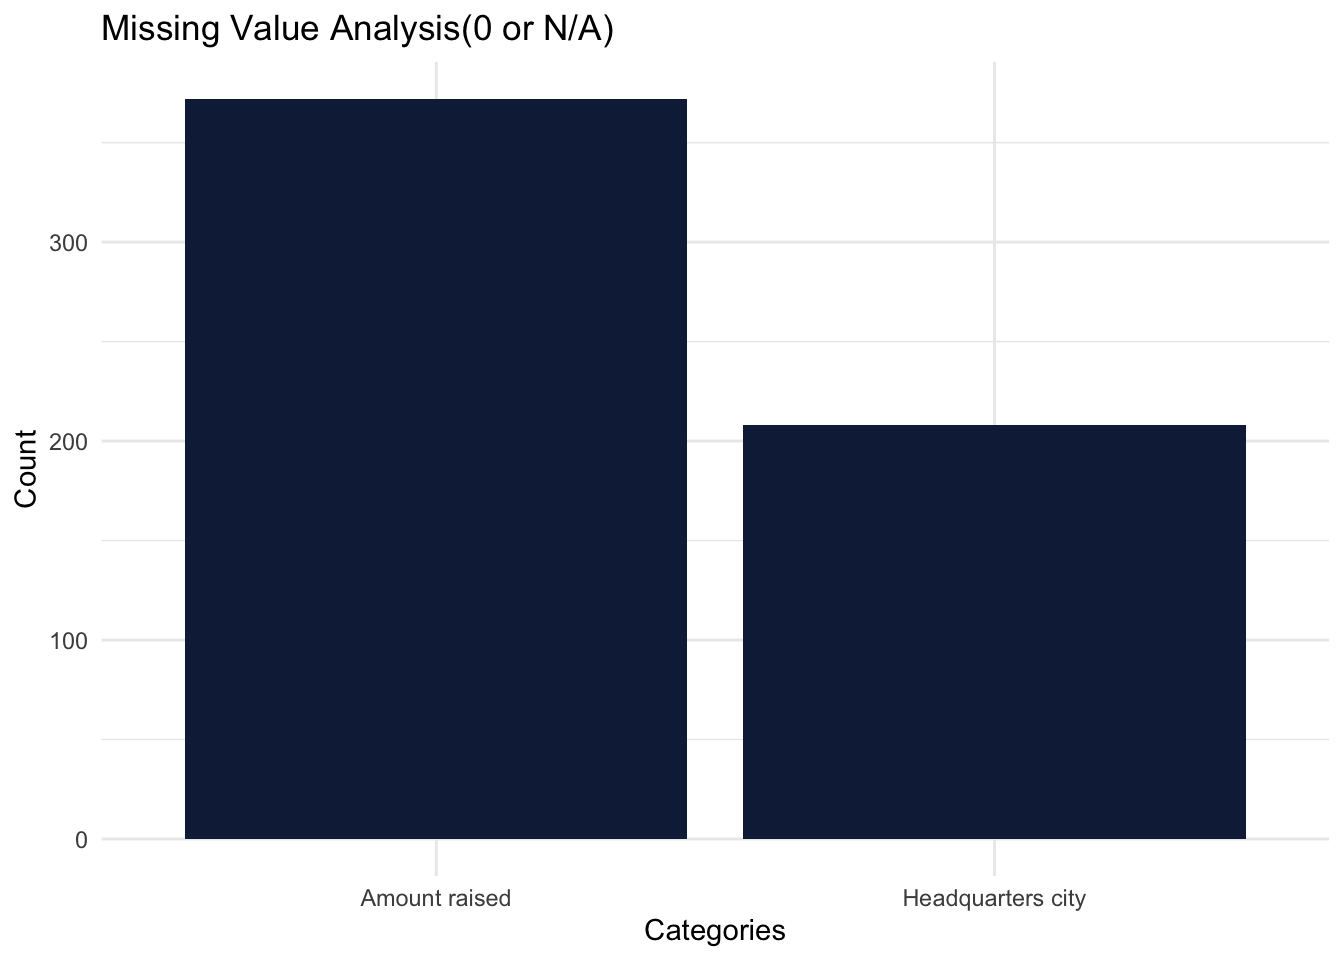 Missing Value Analysis(0 or N/A)
Count
300
200
100
0
Amount raised
Headquarters city
Categories